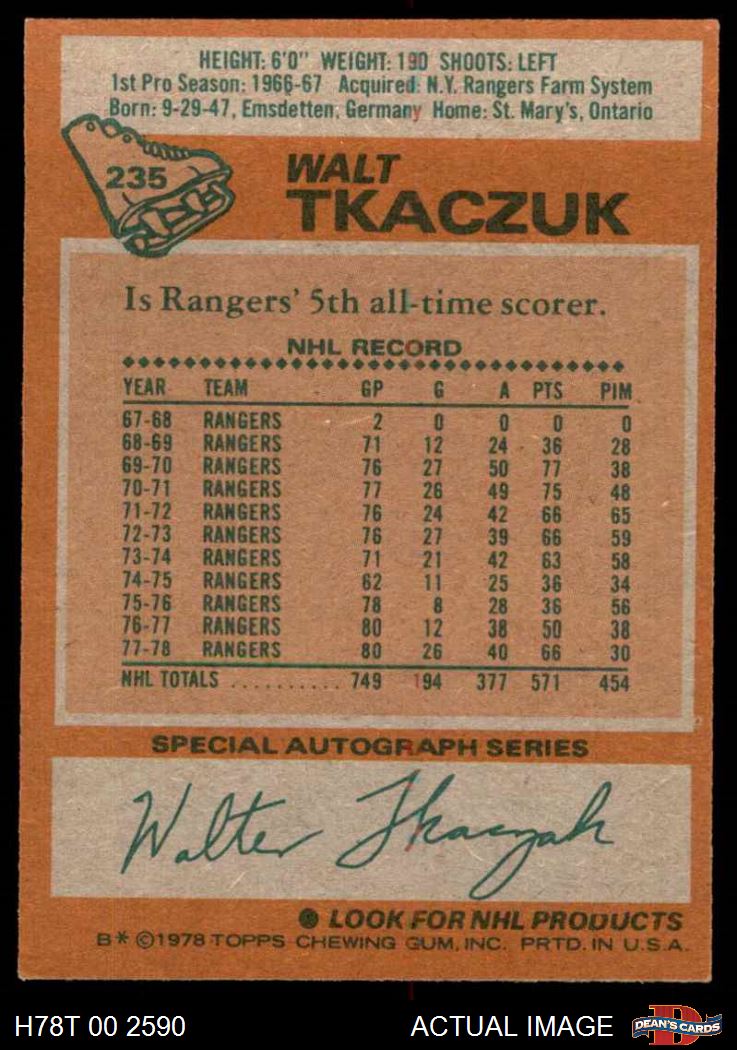 HEIGHT: 6'0" WEIGHT: 190 SHOOTS: LEFT
1st Pro Season: 1966-67 Acquired: N.Y. Rangers Farm System
Born: 9-29-47, Emsdetten, Germany Home: St. Mary's, Ontario
235
WALT
TKACZUK
Is Rangers' 5th all-time scorer.
NHL RECORD
YEAR TEAM GP G A PTS PIM
67-68 RANGERS 2 0 0 0 0
68-69 RANGERS 71 12 24 36 28
69-70 RANGERS 76 27 50 77 38
70-71 RANGERS 77 26 49 75 48
71-72 RANGERS 76 24 42 66 65
72-73 RANGERS 76 27 39 66 59
73-74 RANGERS 71 21 42 63 58
74-75 RANGERS 62 11 25 36 34
75-76 RANGERS 78 8 28 36 56
76-77 RANGERS 80 12 38 50 38
77-78 RANGERS 80 26 40 66 30
NHL TOTALS .......... 749 194 377 571 454
SPECIAL AUTOGRAPH SERIES
Walter Tkaczuk
● LOOK FOR NHL PRODUCTS
B* ©1978 TOPPS CHEWING GUM, INC. PRTD. IN U.S.A.
H78T 00 2590 ACTUAL IMAGE DEAN'S CARDS